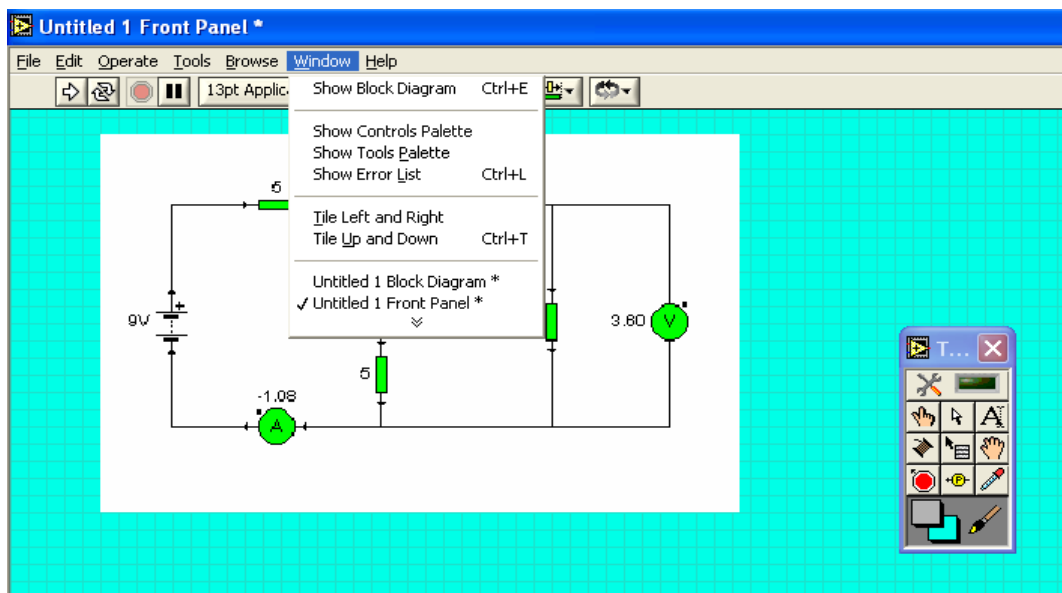 Untitled 1 Front Panel *
File Edit Operate Tools Browse Window Help
13pt Applic
Show Block Diagram Ctrl+E
Show Controls Palette
Show Tools Palette
Show Error List Ctrl+L
Tile Left and Right
Tile Up and Down Ctrl+T
Untitled 1 Block Diagram *
✓ Untitled 1 Front Panel *
5
9V
+
3.60 V
5
-1.08
A
T...
A
P